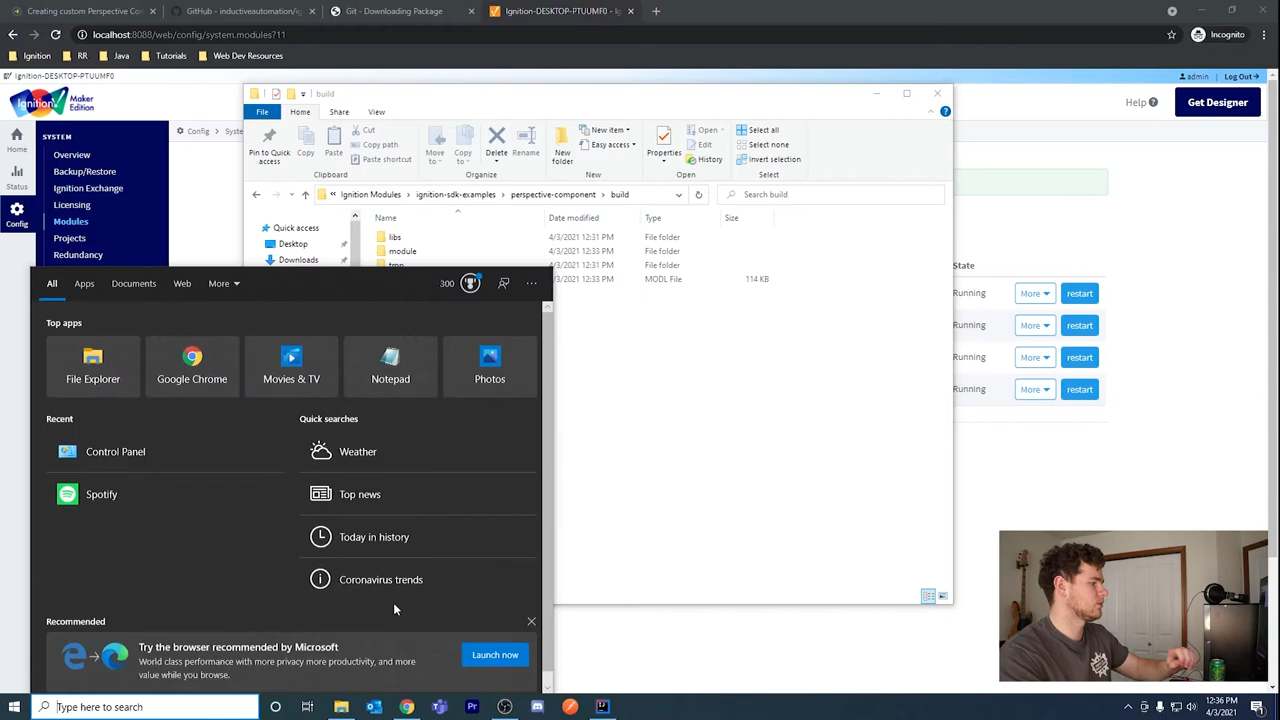 Creating custom Perspective Co
GitHub - inductiveautomation/ig
Git - Downloading Package
Ignition-DESKTOP-PTUUMF0
localhost:8088/web/config/system.modules?11
Incognito
Ignition
RR
Java
Tutorials
Web Dev Resources
Ignition-DESKTOP-PTUUMF0
admin
Log Out
Ignition
Maker
Edition
Help
Get Designer
Home
Status
Config
SYSTEM
Overview
Backup/Restore
Ignition Exchange
Licensing
Modules
Projects
Redundancy
Config
Syste
build
File
Home
Share
View
Pin to Quick
access
Copy
Paste
Cut
Copy path
Paste shortcut
Clipboard
Move
to
Copy
to
Delete
Rename
Organize
New
folder
New item
Easy access
New
Properties
Open
Edit
History
Open
Select all
Select none
Invert selection
Select
Ignition Modules
ignition-sdk-examples
perspective-component
build
Search build
Quick access
Desktop
Downloads
Name
Date modified
Type
Size
libs
4/3/2021 12:31 PM
File folder
module
4/3/2021 12:33 PM
File folder
tmp
4/3/2021 12:31 PM
File folder
4/3/2021 12:33 PM
MODL File
114 KB
State
Running
More
restart
Running
More
restart
Running
More
restart
Running
More
restart
All
Apps
Documents
Web
More
300
Top apps
File Explorer
Google Chrome
Movies & TV
Notepad
Photos
Recent
Control Panel
Spotify
Quick searches
Weather
Top news
Today in history
Coronavirus trends
Recommended
Try the browser recommended by Microsoft
World class performance with more privacy more productivity, and more
value while you browse.
Launch now
Type here to search
12:36 PM
4/3/2021